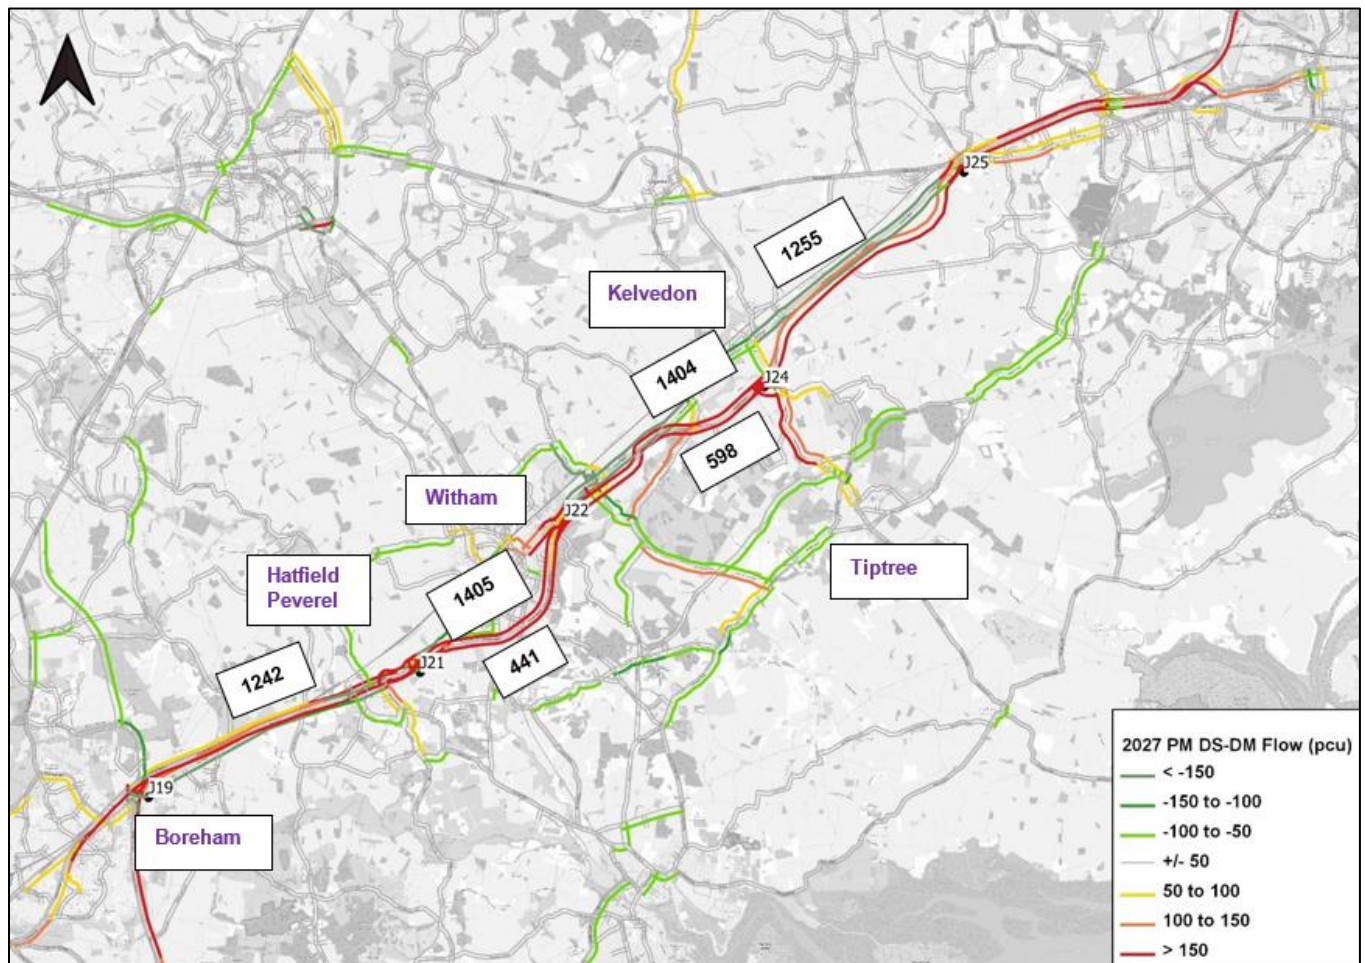 J25
1255
Kelvedon
1404
J24
598
Witham
J22
Hatfield
Peverel
1405
Tiptree
J21
441
1242
J19
Boreham
2027 PM DS-DM Flow (pcu)
< -150
-150 to -100
-100 to -50
+/- 50
50 to 100
100 to 150
> 150